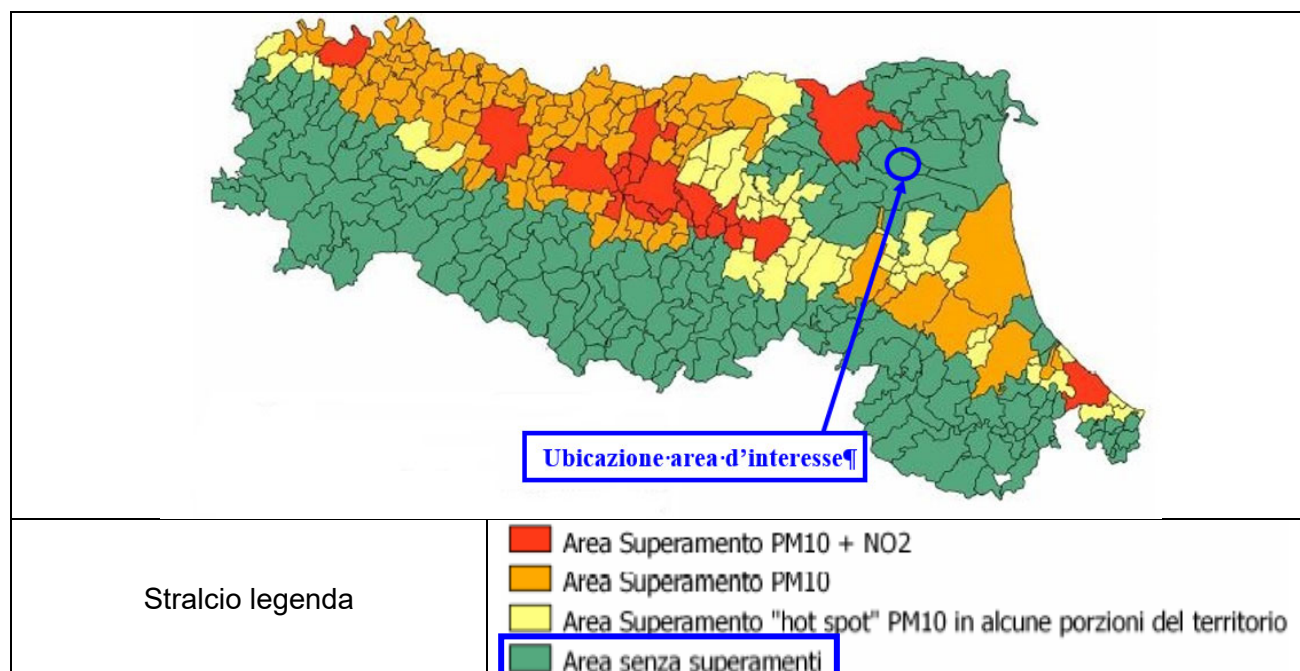 Ubicazione·area·d’interesse¶
Stralcio legenda
Area Superamento PM10 + NO2
Area Superamento PM10
Area Superamento "hot spot" PM10 in alcune porzioni del territorio
Area senza superamenti